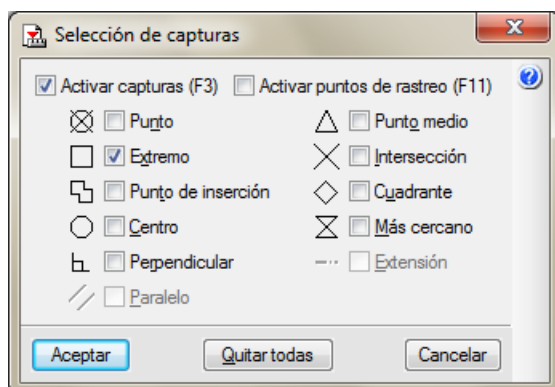 Selección de capturas
Activar capturas (F3) Activar puntos de rastreo (F11)
Punto Punto medio
Extremo Intersección
Punto de inserción Cuadrante
Centro Más cercano
Perpendicular Extensión
Paralelo
Aceptar Quitar todas Cancelar